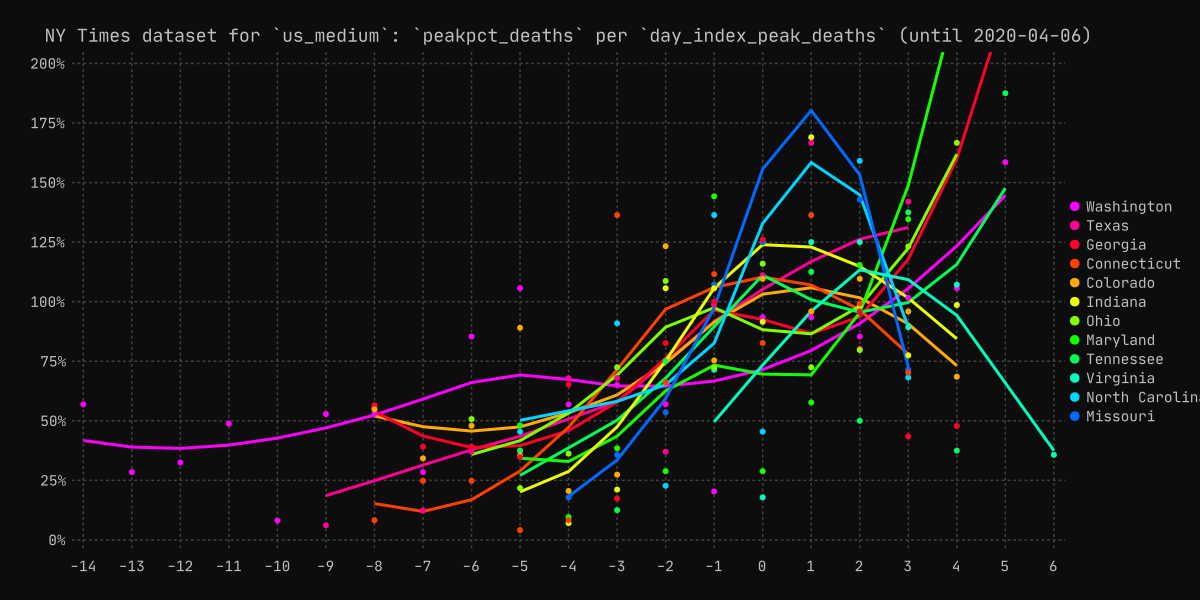 NY Times dataset for `us_medium`: `peakpct_deaths` per `day_index_peak_deaths` (until 2020-04-06)
200%
175%
150%
125%
100%
75%
50%
25%
0%
-14 -13 -12 -11 -10 -9 -8 -7 -6 -5 -4 -3 -2 -1 0 1 2 3 4 5 6
Washington
Texas
Georgia
Connecticut
Colorado
Indiana
Ohio
Maryland
Tennessee
Virginia
North Carolin
Missouri